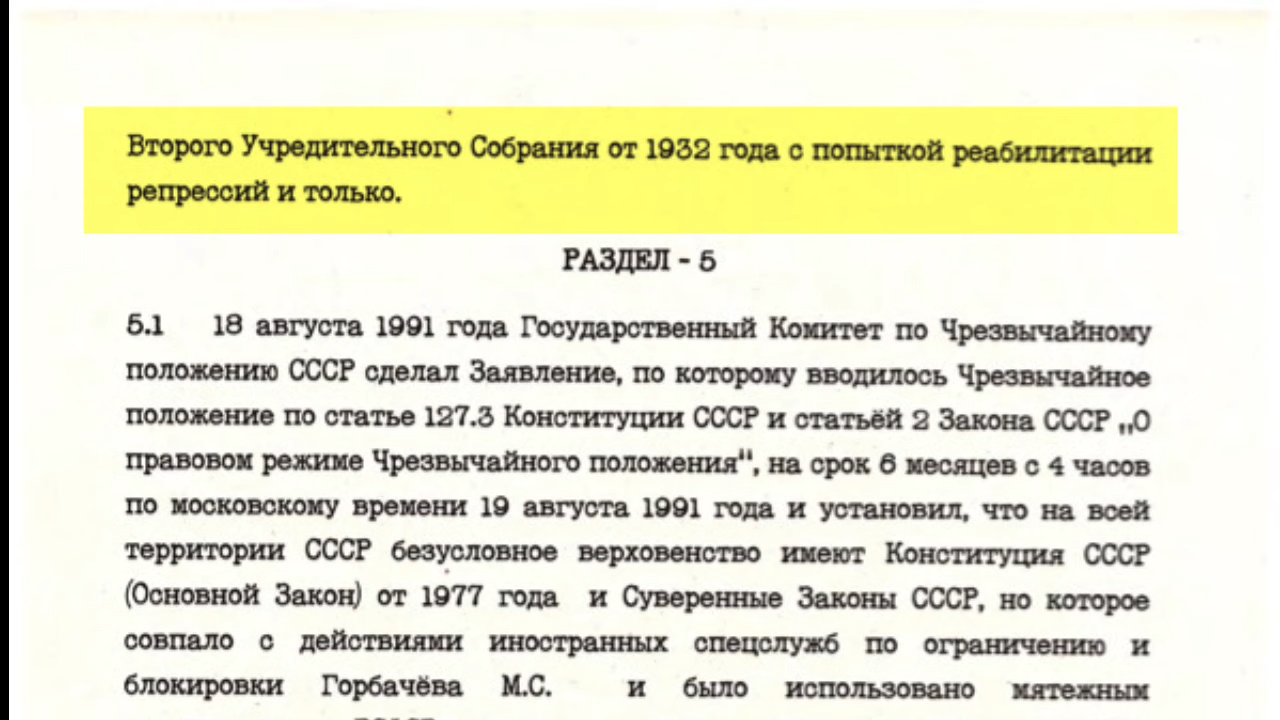 Второго Учредительного Собрания от 1932 года с попыткой реабилитации
репрессий и только.
РАЗДЕЛ - 5
5.1 18 августа 1991 года Государственный Комитет по Чрезвычайному
положению СССР сделал Заявление, по которому вводилось Чрезвычайное
положение по статье 127.3 Конституции СССР и статьёй 2 Закона СССР „О
правовом режиме Чрезвычайного положения“, на срок 6 месяцев с 4 часов
по московскому времени 19 августа 1991 года и установил, что на всей
территории СССР безусловное верховенство имеют Конституция СССР
(Основной Закон) от 1977 года и Суверенные Законы СССР, но которое
совпало с действиями иностранных спецслужб по ограничению и
блокировки Горбачёва М.С. и было использовано мятежным